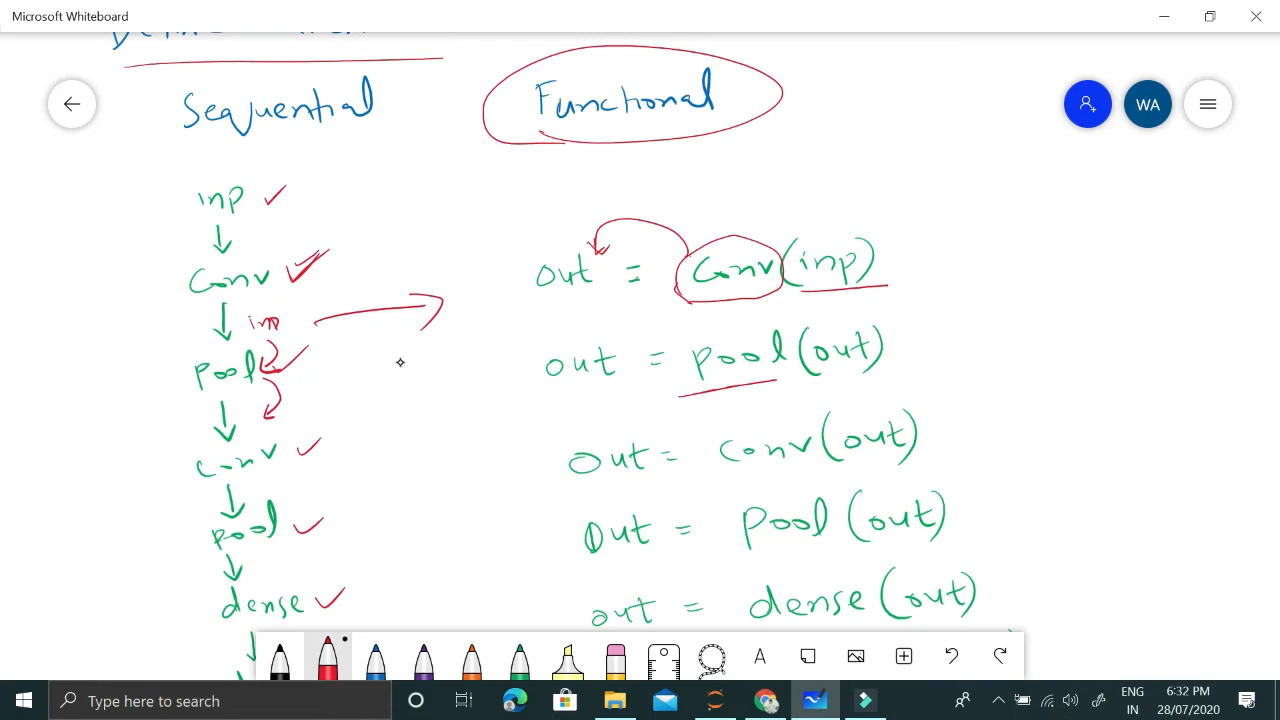 Microsoft Whiteboard
Sequential
Functional
WA
inp
Conv
inp
pool
conv
pool
dense
out = Conv(inp)
out = pool(out)
out = conv(out)
out = pool(out)
out = dense(out)
A
Type here to search
ENG
IN
6:32 PM
28/07/2020